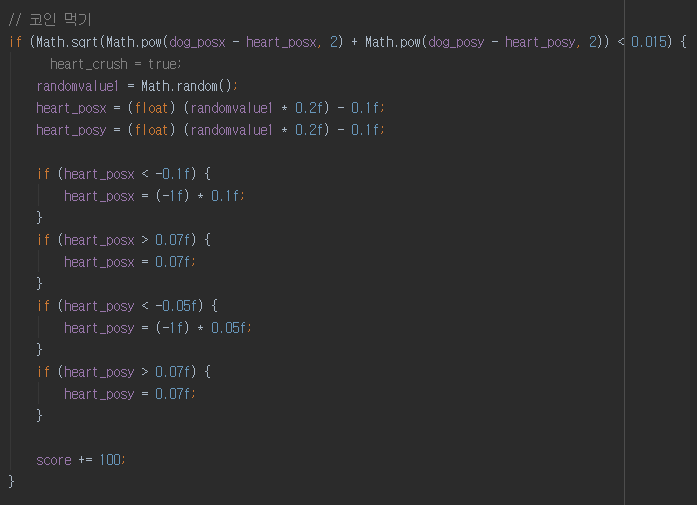 // 코인 먹기
if (Math.sqrt(Math.pow(dog_posx - heart_posx, 2) + Math.pow(dog_posy - heart_posy, 2)) < 0.015) {
heart_crush = true;
randomvalue1 = Math.random();
heart_posx = (float) (randomvalue1 * 0.2f) - 0.1f;
heart_posy = (float) (randomvalue1 * 0.2f) - 0.1f;
if (heart_posx < -0.1f) {
heart_posx = (-1f) * 0.1f;
}
if (heart_posx > 0.07f) {
heart_posx = 0.07f;
}
if (heart_posy < -0.05f) {
heart_posy = (-1f) * 0.05f;
}
if (heart_posy > 0.07f) {
heart_posy = 0.07f;
}
score += 100;
}